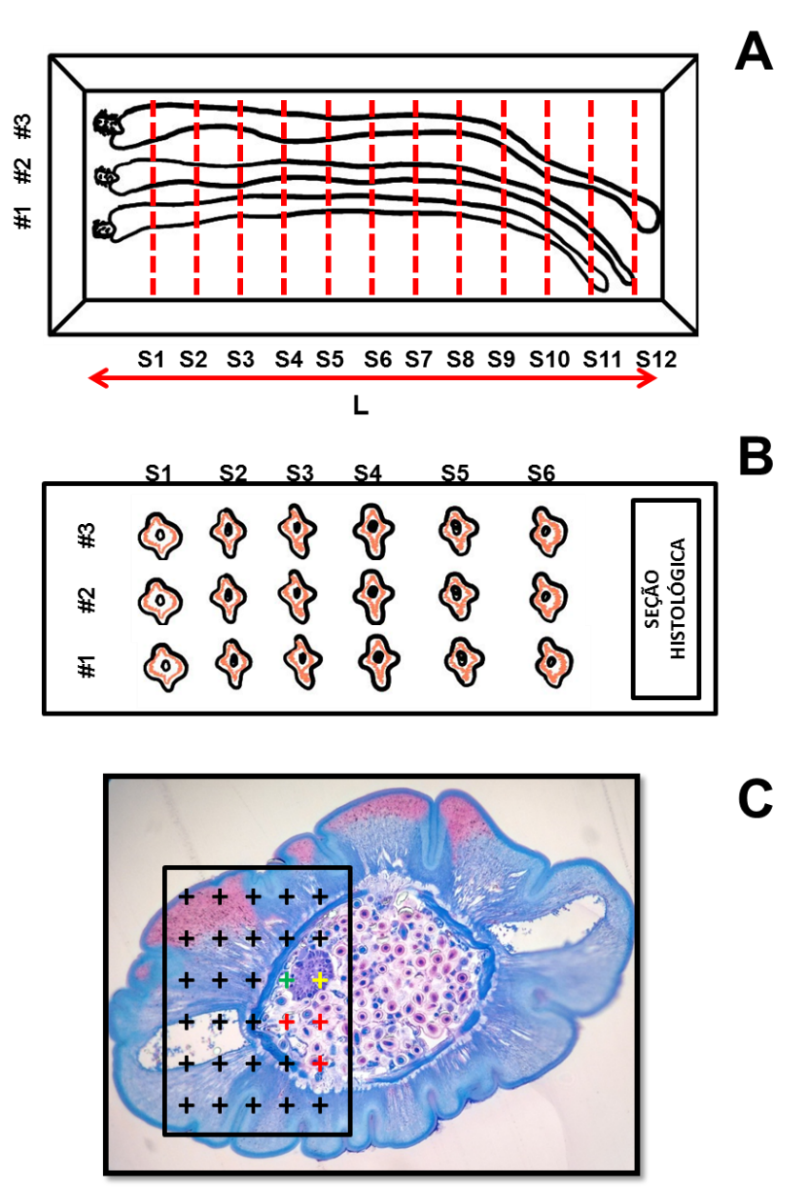 A
#3
#2
#1
S1 S2 S3 S4 S5 S6 S7 S8 S9 S10 S11 S12
L
B
S1 S2 S3 S4 S5 S6
#3
#2
#1
SEÇÃO
HISTOLÓGICA
C